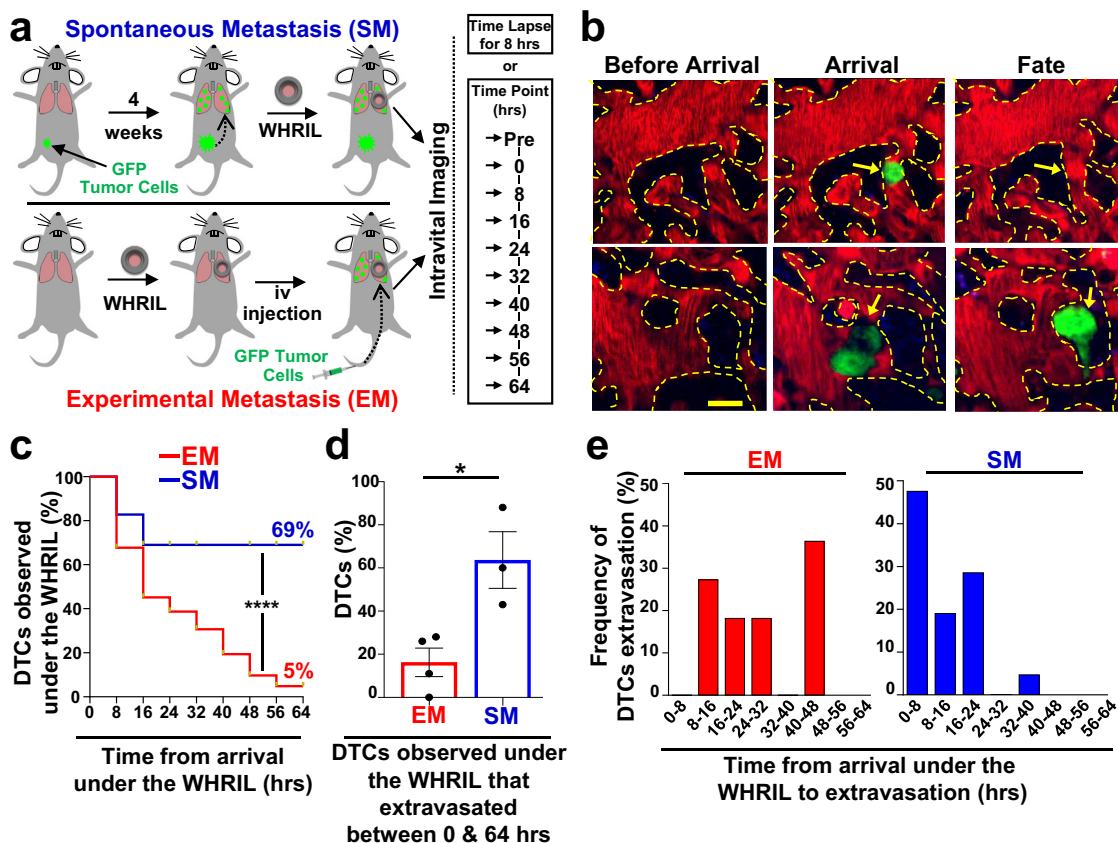 a
Spontaneous Metastasis (SM)
4
weeks
WHRIL
GFP
Tumor Cells
WHRIL
iv
injection
GFP Tumor
Cells
Experimental Metastasis (EM)
Intravital Imaging
Time Lapse
for 8 hrs
or
Time Point
(hrs)
Pre
0
8
16
24
32
40
48
56
64
b
Before Arrival
Arrival
Fate
c
EM
SM
DTCs observed
under the WHRIL (%)
100
80
60
40
20
0
69%
****
5%
0 8 16 24 32 40 48 56 64
Time from arrival
under the WHRIL (hrs)
d
*
DTCs (%)
100
80
60
40
20
0
EM SM
DTCs observed under
the WHRIL that
extravasated
between 0 & 64 hrs
e
EM
SM
Frequency of
DTCs extravasation (%)
50
40
30
20
10
0
0-8 8-16 16-24 24-32 32-40 40-48 48-56 56-64
50
40
30
20
10
0
0-8 8-16 16-24 24-32 32-40 40-48 48-56 56-64
Time from arrival under the
WHRIL to extravasation (hrs)